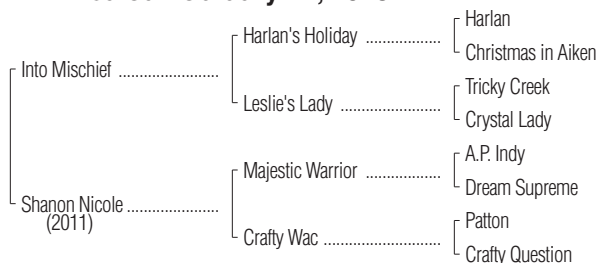 Harlan
Harlan's Holiday ....................
Christmas in Aiken
Into Mischief ..........................
Tricky Creek
Leslie's Lady ..........................
Crystal Lady
A.P. Indy
Majestic Warrior ....................
Dream Supreme
Shanon Nicole ........................
(2011)
Patton
Crafty Wac ..............................
Crafty Question